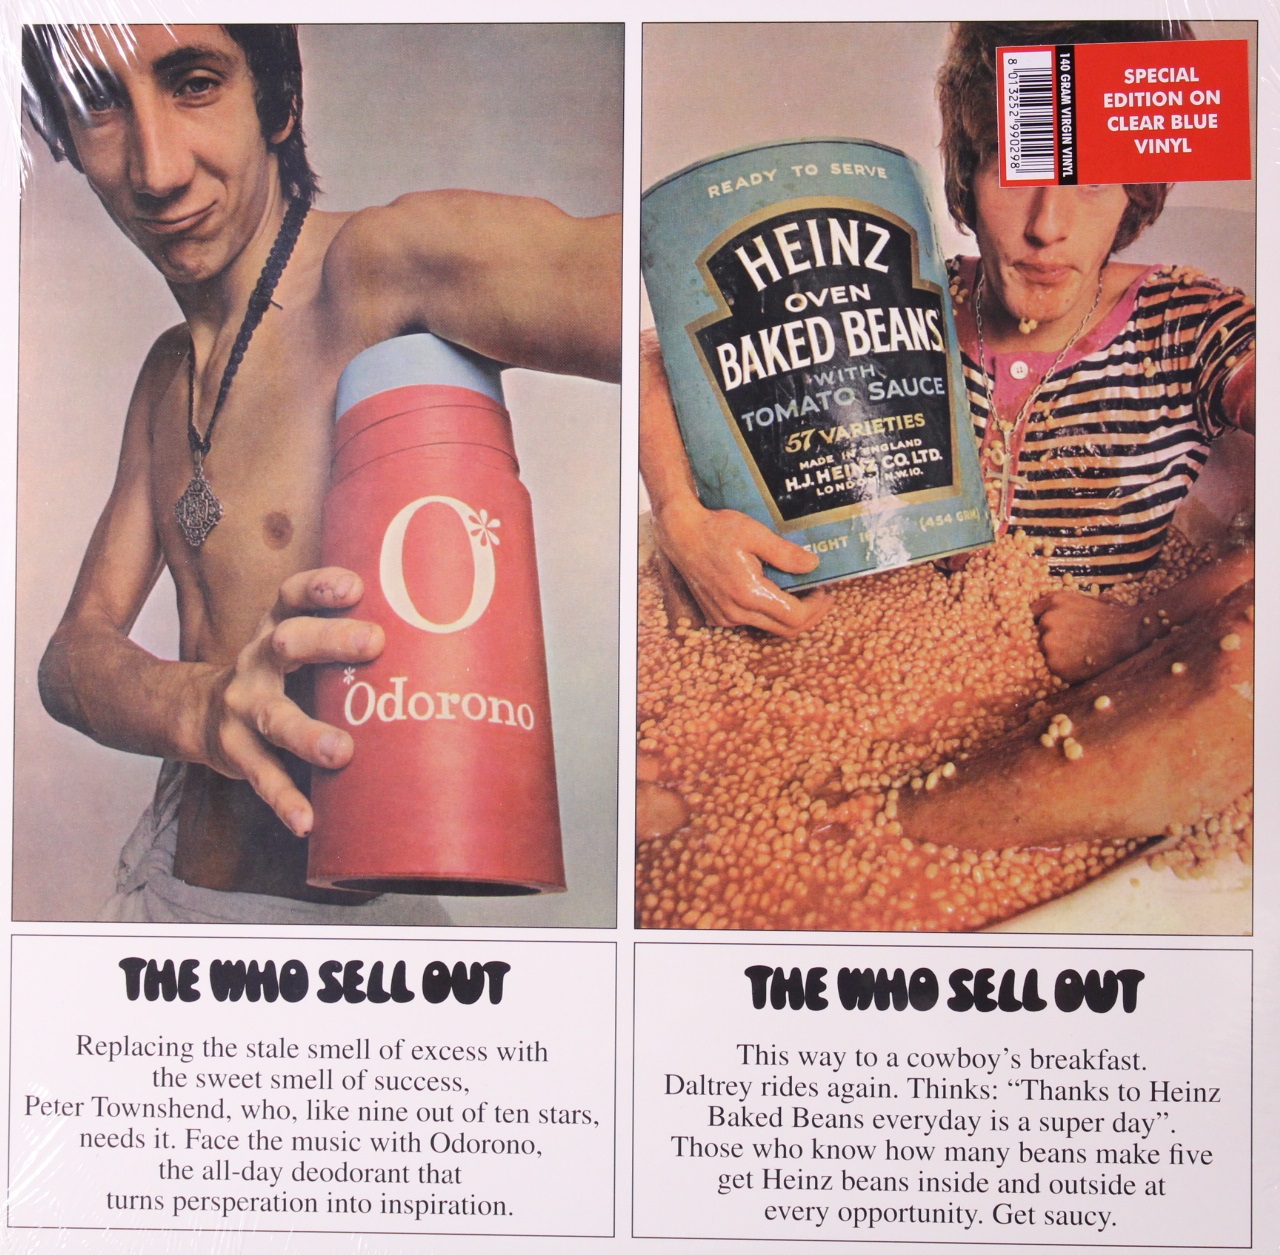 SPECIAL
EDITION ON
CLEAR BLUE
VINYL
140 GRAM VIRGIN VINYL
8 013252 990298
READY TO SERVE
HEINZ
OVEN
BAKED BEANS
WITH
TOMATO SAUCE
57 VARIETIES
MADE IN ENGLAND
H.J. HEINZ CO. LTD.
LONDON N.W.10.
(454 GRM)
O*
*Odorono
THE WHO SELL OUT
Replacing the stale smell of excess with
the sweet smell of success,
Peter Townshend, who, like nine out of ten stars,
needs it. Face the music with Odorono,
the all-day deodorant that
turns persperation into inspiration.
THE WHO SELL OUT
This way to a cowboy’s breakfast.
Daltrey rides again. Thinks: “Thanks to Heinz
Baked Beans everyday is a super day”.
Those who know how many beans make five
get Heinz beans inside and outside at
every opportunity. Get saucy.